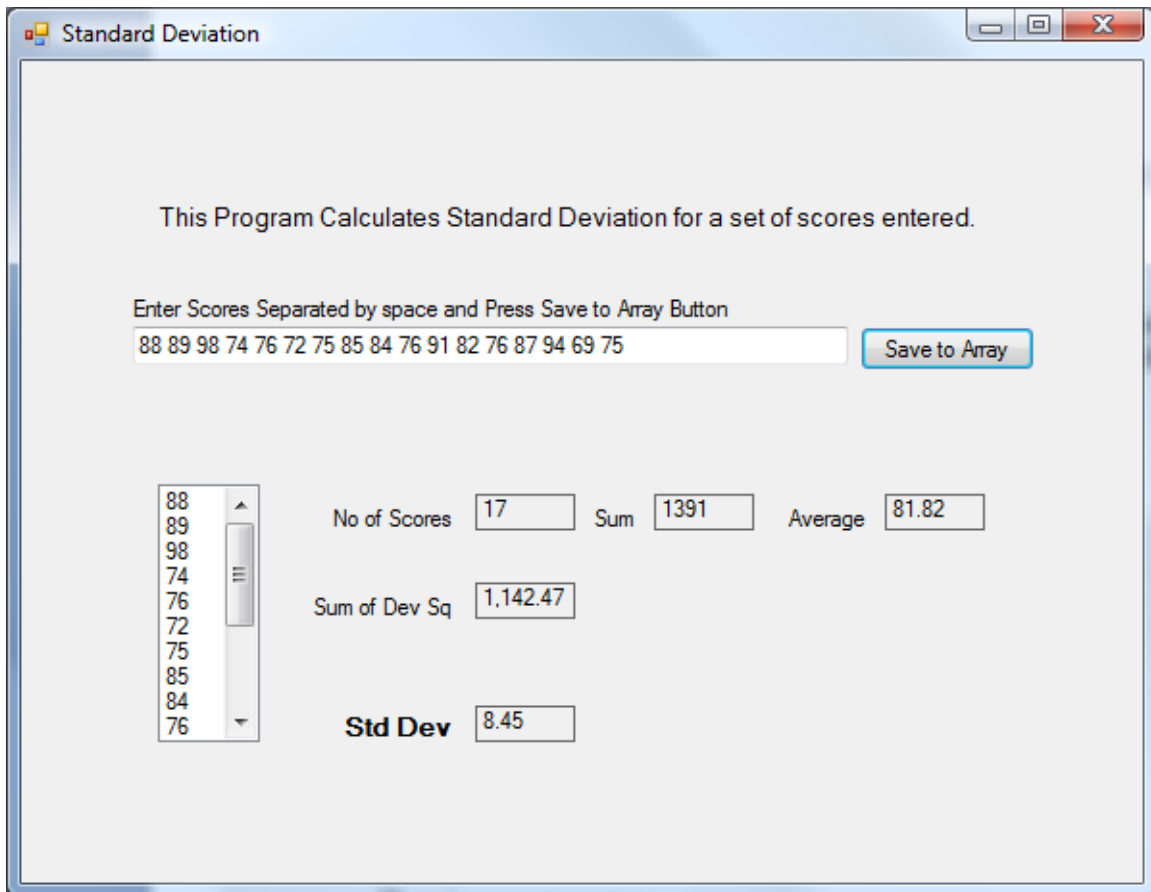 Standard Deviation
This Program Calculates Standard Deviation for a set of scores entered.
Enter Scores Separated by space and Press Save to Array Button
88 89 98 74 76 72 75 85 84 76 91 82 76 87 94 69 75
Save to Array
88
89
98
74
76
72
75
85
84
76
No of Scores 17 Sum 1391 Average 81.82
Sum of Dev Sq 1,142.47
Std Dev 8.45